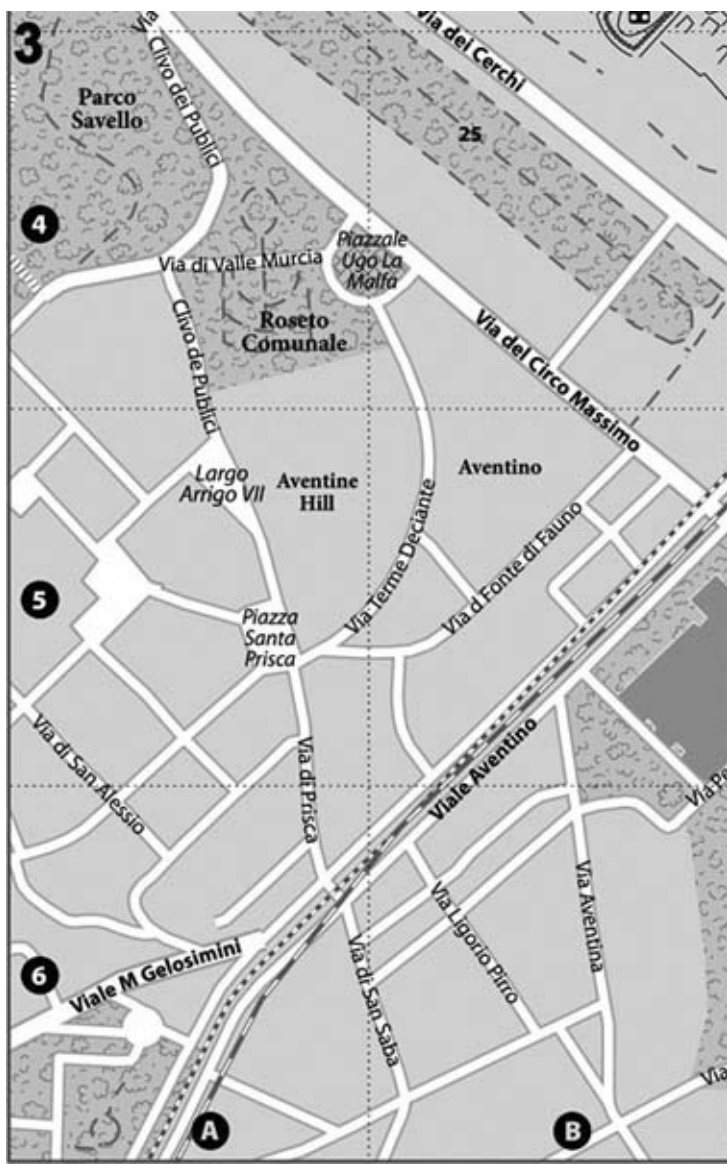 3
Via
Clivo dei Publici
Via dei Cerchi
Parco
Savello
25
4
Via di Valle Murcia
Piazzale
Ugo La
Malfa
Roseto
Comunale
Clivo de Publici
Via del Circo Massimo
Largo
Arrigo VII
Aventine
Hill
Aventino
5
Via Terme Deciante
Via d Fonte di Fauno
Piazza
Santa
Prisca
Via di San Alessio
Via di Prisca
Viale Aventino
Via Pe
Via Aventina
Via Ligorio Pirro
6
Viale M Gelosimini
Via di San Saba
Via
A
B